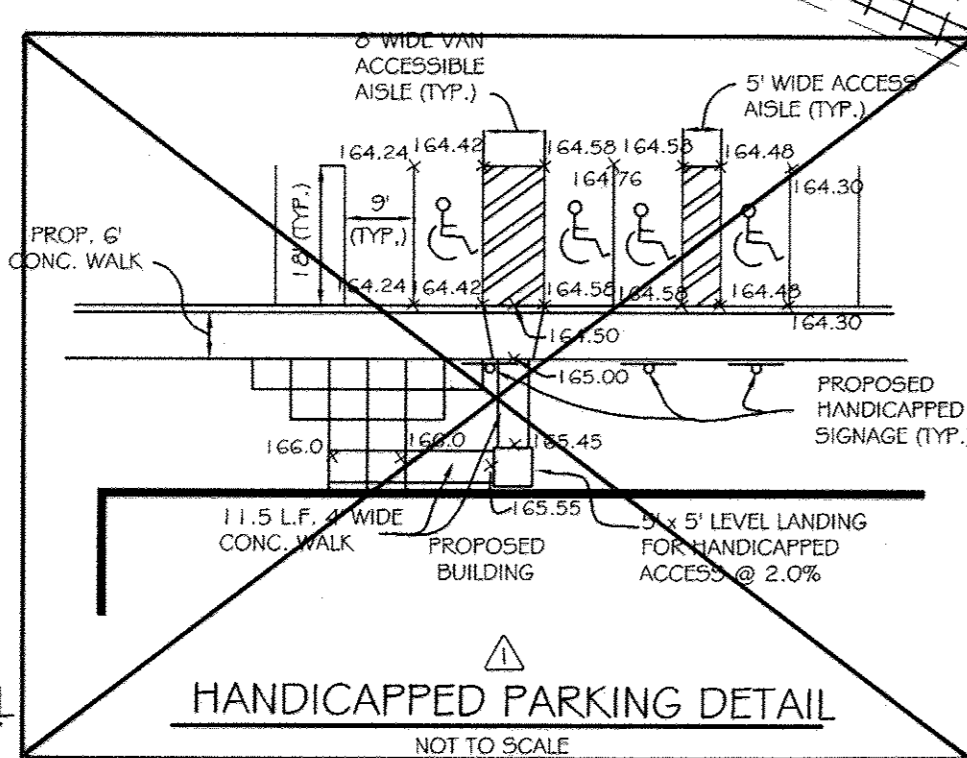 8' WIDE VAN
ACCESSIBLE
AISLE (TYP.)
5' WIDE ACCESS
AISLE (TYP.)
164.24 164.42 164.58 164.58 164.48
164.76
164.30
18' (TYP.)
9'
(TYP.)
PROP. 6'
CONC. WALK
164.24 164.42 164.58 164.58 164.48
164.30
164.50
165.00
PROPOSED
HANDICAPPED
SIGNAGE (TYP.)
166.0 166.0 165.45
165.55
11.5 L.F. 4' WIDE
CONC. WALK
PROPOSED
BUILDING
5' x 5' LEVEL LANDING
FOR HANDICAPPED
ACCESS @ 2.0%
1
HANDICAPPED PARKING DETAIL
NOT TO SCALE